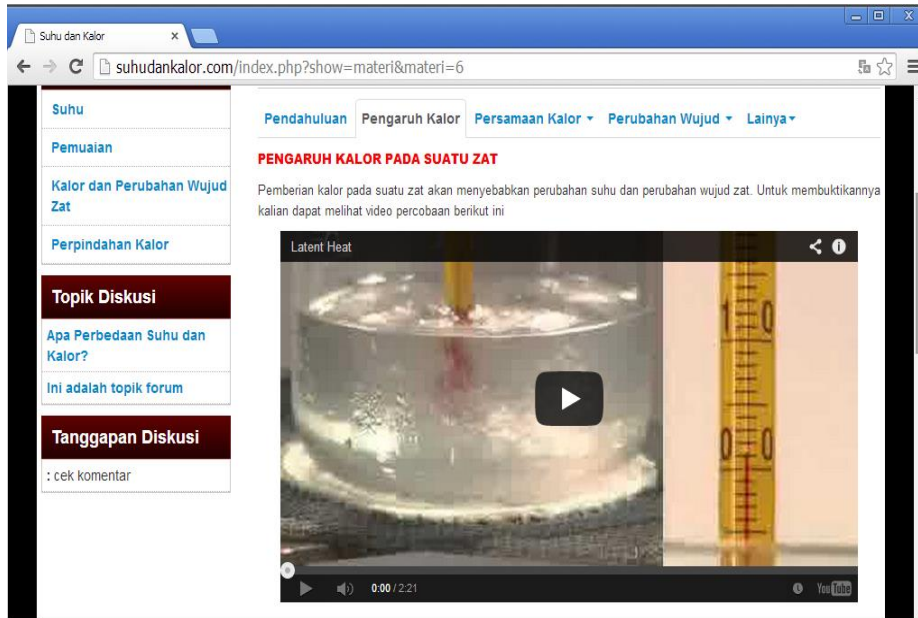 Suhu dan Kalor
suhudankalor.com/index.php?show=materi&materi=6
Suhu
Pemuaian
Kalor dan Perubahan Wujud
Zat
Perpindahan Kalor
Topik Diskusi
Apa Perbedaan Suhu dan
Kalor?
Ini adalah topik forum
Tanggapan Diskusi
: cek komentar
Pendahuluan Pengaruh Kalor Persamaan Kalor Perubahan Wujud Lainya
PENGARUH KALOR PADA SUATU ZAT
Pemberian kalor pada suatu zat akan menyebabkan perubahan suhu dan perubahan wujud zat. Untuk membuktikannya
kalian dapat melihat video percobaan berikut ini
Latent Heat
1 0
0 0
0:00 / 2:21
YouTube